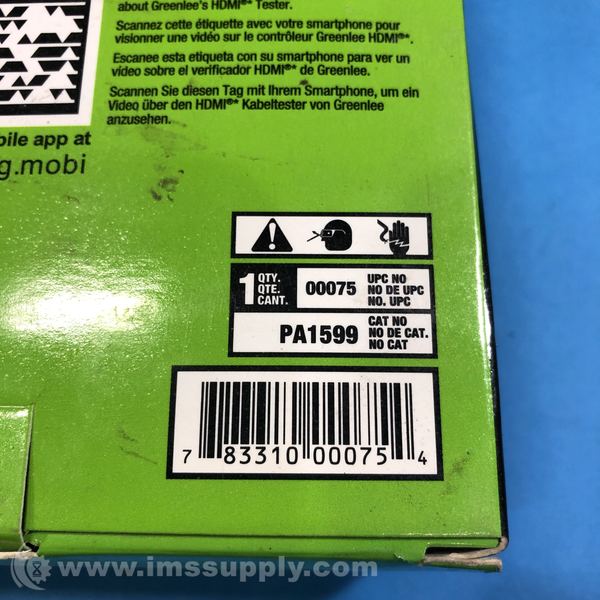 about Greenlee's HDMI®* Tester.
Scannez cette étiquette avec votre smartphone pour
visionner une vidéo sur le contrôleur Greenlee HDMI®*.
Escanee esta etiqueta con su smartphone para ver un
vídeo sobre el verificador HDMI®* de Greenlee.
Scannen Sie diesen Tag mit Ihrem Smartphone, um ein
Video über den HDMI®* Kabeltester von Greenlee
anzusehen.
bile app at
g.mobi
1 QTY. QTE. CANT.
00075 UPC NO
NO DE UPC
NO. UPC
PA1599 CAT NO
NO DE CAT.
NO CAT
7 83310 00075 4
www.imssupply.com